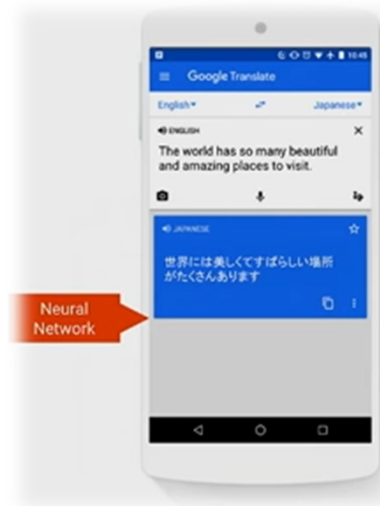 10:45
Google Translate
English
Japanese
ENGLISH
The world has so many beautiful
and amazing places to visit.
JAPANESE
世界には美しくてすばらしい場所
がたくさんあります
Neural
Network